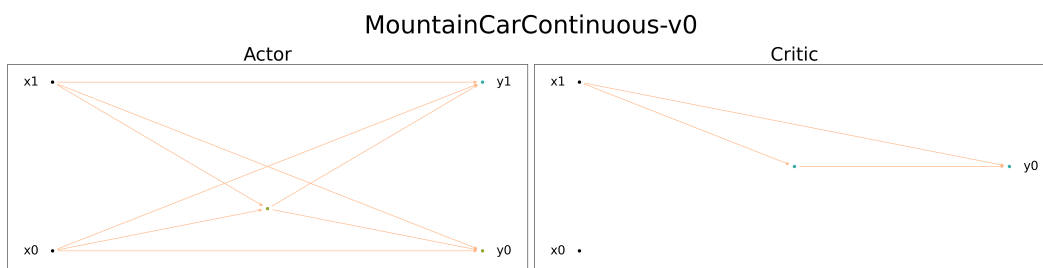 MountainCarContinuous-v0
Actor
Critic
x1
y1
x0
y0
x1
y0
x0